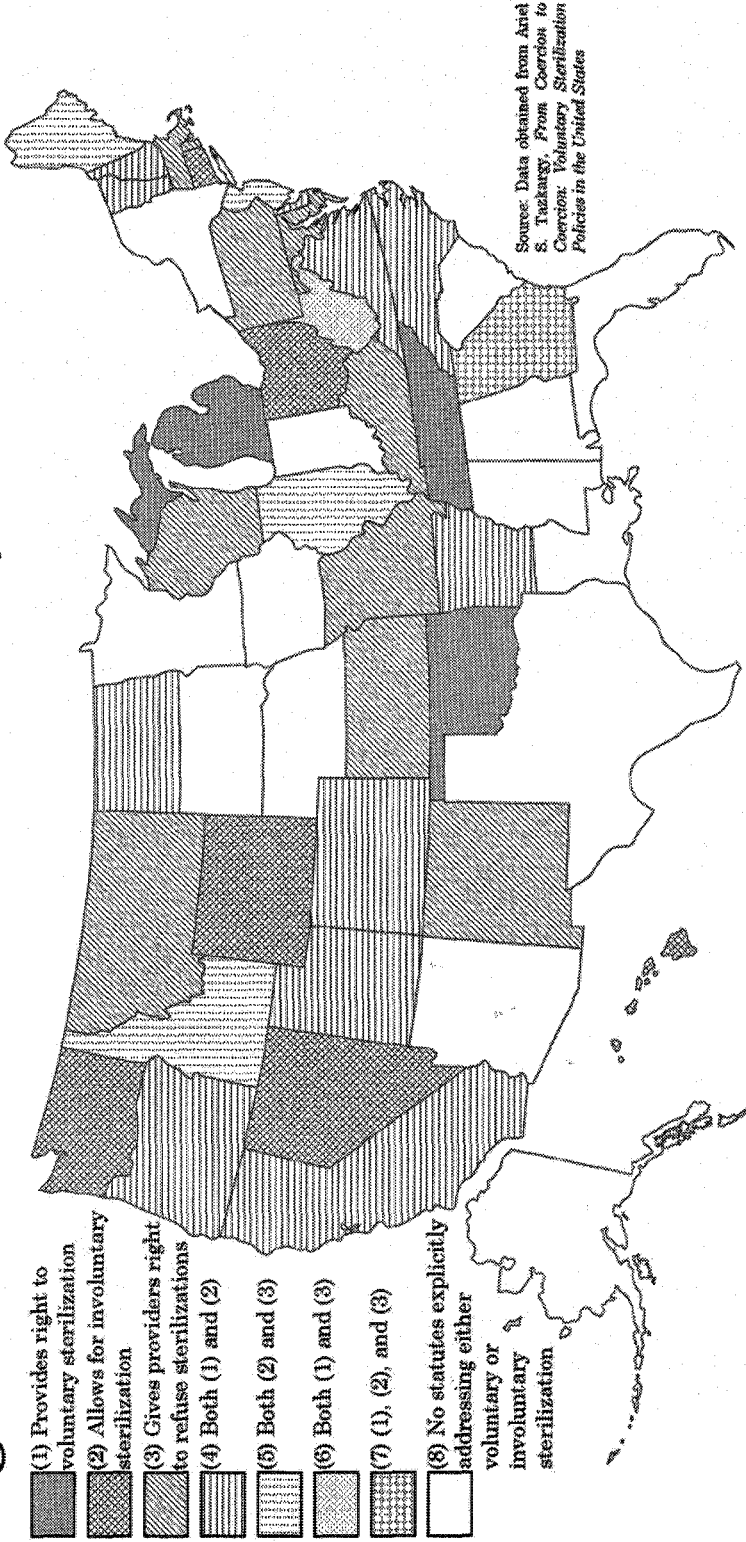 (1) Provides right to
voluntary sterilization
(2) Allows for involuntary
sterilization
(3) Gives providers right
to refuse sterilizations
(4) Both (1) and (2)
(5) Both (2) and (3)
(6) Both (1) and (3)
(7) (1), (2), and (3)
(8) No statutes explicitly
addressing either
voluntary or
involuntary
sterilization
Source: Data obtained from Ariel
S. Tazkargy, From Coercion to
Coercion: Voluntary Sterilization
Policies in the United States